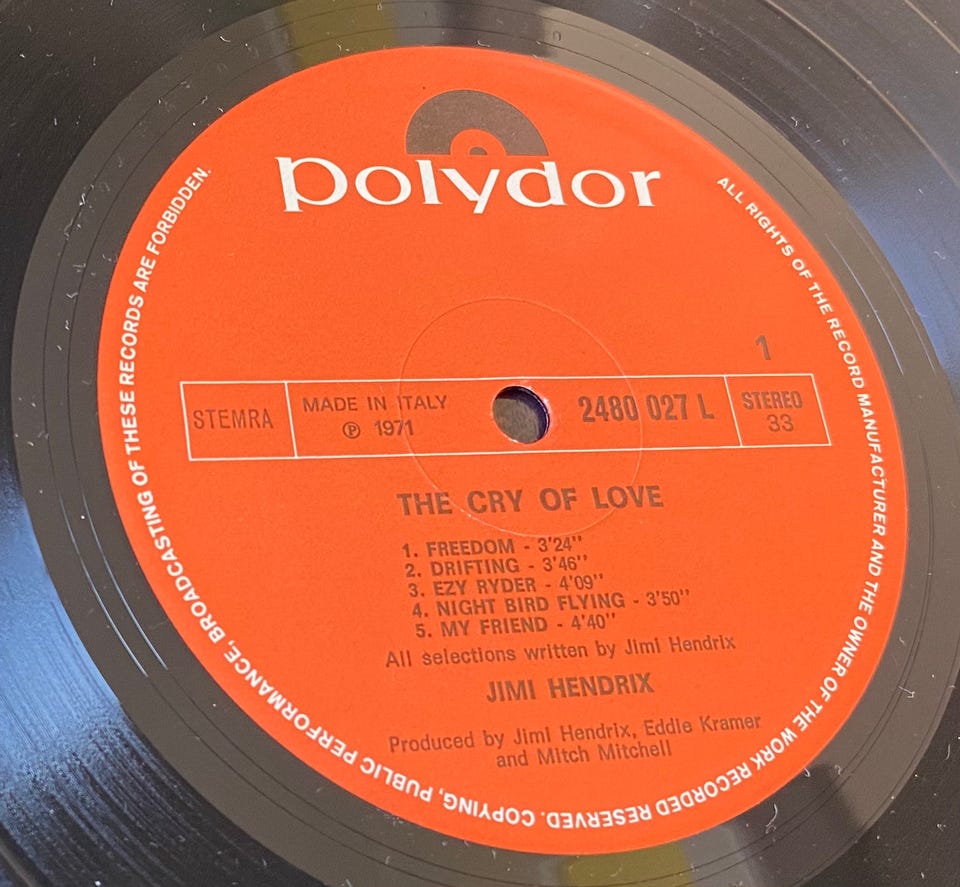 polydor
1
STEMRA
MADE IN ITALY
℗ 1971
2480 027 L
STEREO
33
THE CRY OF LOVE
1. FREEDOM - 3'24"
2. DRIFTING - 3'46"
3. EZY RYDER - 4'09"
4. NIGHT BIRD FLYING - 3'50"
5. MY FRIEND - 4'40"
All selections written by Jimi Hendrix
JIMI HENDRIX
Produced by Jimi Hendrix, Eddie Kramer
and Mitch Mitchell
ALL RIGHTS OF THE RECORD MANUFACTURER AND THE OWNER OF THE WORK RECORDED RESERVED. COPYING, PUBLIC PERFORMANCE, BROADCASTING OF THESE RECORDS ARE FORBIDDEN.